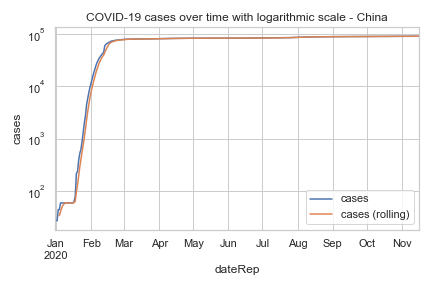 COVID-19 cases over time with logarithmic scale - China
10⁵
10⁴
10³
10²
cases
cases
cases (rolling)
Jan Feb Mar Apr May Jun Jul Aug Sep Oct Nov
2020
dateRep